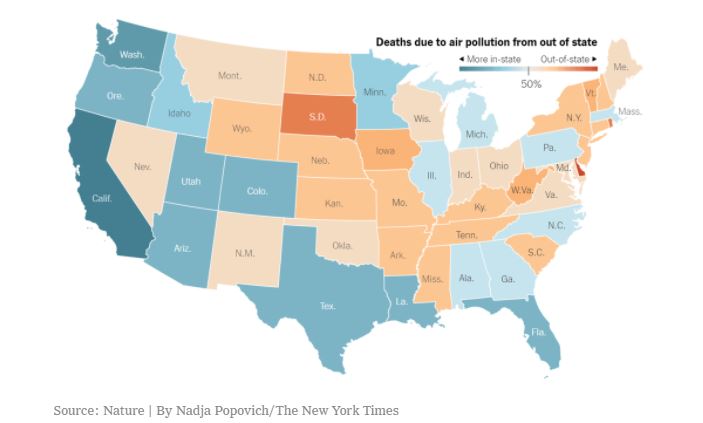 Deaths due to air pollution from out of state
◄ More in-state Out-of-state ►
50%
Wash.
Ore.
Calif.
Idaho
Nev.
Mont.
Wyo.
Utah
Colo.
Ariz.
N.M.
N.D.
S.D.
Neb.
Kan.
Okla.
Tex.
Minn.
Iowa
Mo.
Ark.
La.
Wis.
Ill.
Mich.
Ind.
Ohio
Ky.
Tenn.
Miss.
Ala.
Ga.
Fla.
S.C.
N.C.
Va.
W.Va.
Md.
Pa.
N.Y.
Vt.
Me.
Mass.
Source: Nature | By Nadja Popovich/The New York Times